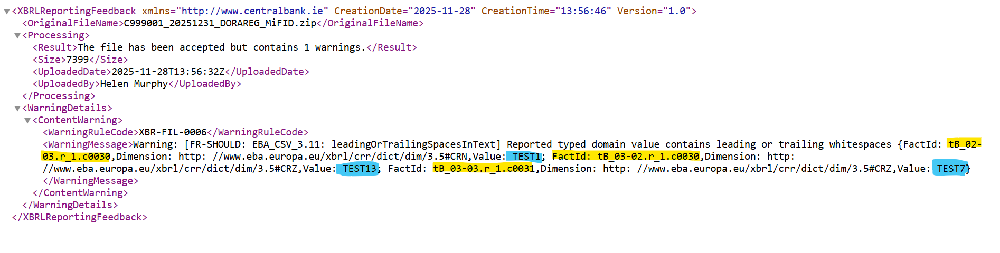 <XBRLReportingFeedback xmlns="http://www.centralbank.ie" CreationDate="2025-11-28" CreationTime="13:56:46" Version="1.0">
<OriginalFileName>C999001_20251231_DORAREG_MiFID.zip</OriginalFileName>
<Processing>
<Result>The file has been accepted but contains 1 warnings.</Result>
<Size>7399</Size>
<UploadedDate>2025-11-28T13:56:32Z</UploadedDate>
<UploadedBy>Helen Murphy</UploadedBy>
</Processing>
<WarningDetails>
<ContentWarning>
<WarningRuleCode>XBR-FIL-0006</WarningRuleCode>
<WarningMessage>Warning: [FR-SHOULD: EBA_CSV_3.11: leadingOrTrailingSpacesInText] Reported typed domain value contains leading or trailing whitespaces {FactId: tB_02-
03.r_1.c0030,Dimension: http: //www.eba.europa.eu/xbrl/crr/dict/dim/3.5#CRN,Value: TEST1; FactId: tB_03-02.r_1.c0030,Dimension: http:
//www.eba.europa.eu/xbrl/crr/dict/dim/3.5#CRZ,Value: TEST13; FactId: tB_03-03.r_1.c0031,Dimension: http: //www.eba.europa.eu/xbrl/crr/dict/dim/3.5#CRZ,Value: TEST7}
</WarningMessage>
</ContentWarning>
</WarningDetails>
</XBRLReportingFeedback>